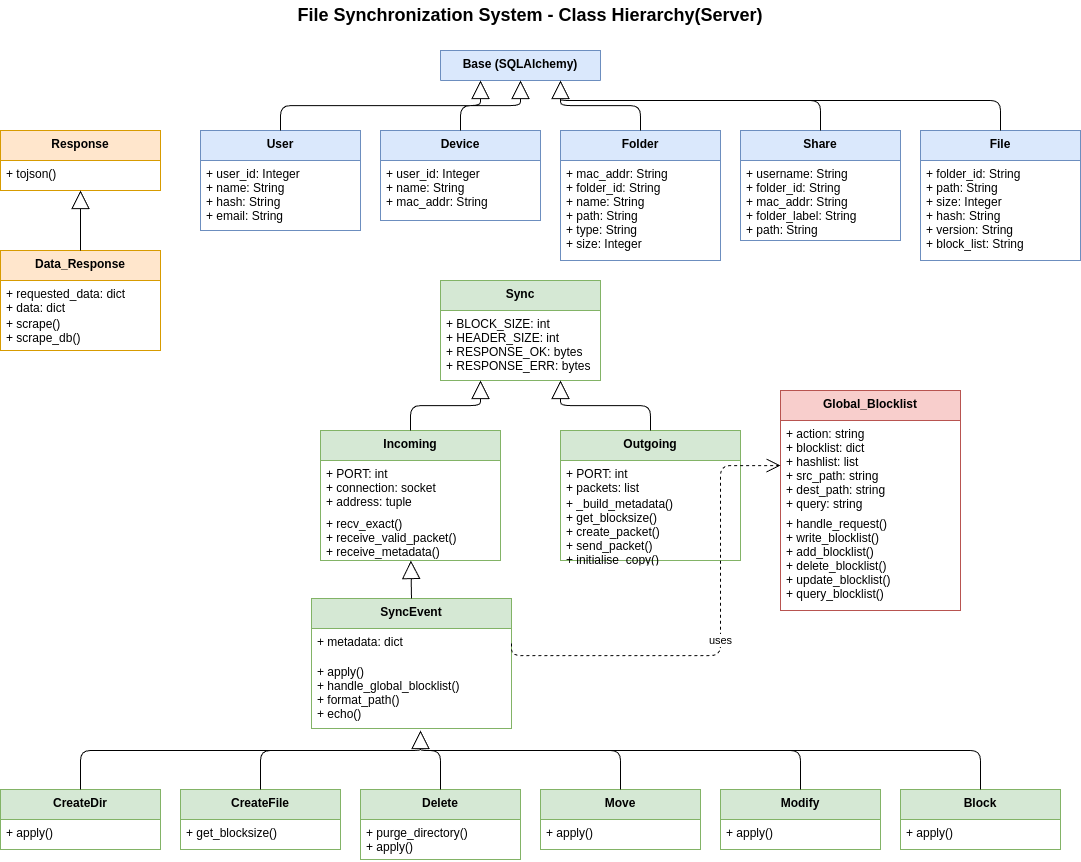 File Synchronization System - Class Hierarchy(Server)
Base (SQLAlchemy)
Response
+ tojson()
Data_Response
+ requested_data: dict
+ data: dict
+ scrape()
+ scrape_db()
User
+ user_id: Integer
+ name: String
+ hash: String
+ email: String
Device
+ user_id: Integer
+ name: String
+ mac_addr: String
Folder
+ mac_addr: String
+ folder_id: String
+ name: String
+ path: String
+ type: String
+ size: Integer
Share
+ username: String
+ folder_id: String
+ mac_addr: String
+ folder_label: String
+ path: String
File
+ folder_id: String
+ path: String
+ size: Integer
+ hash: String
+ version: String
+ block_list: String
Sync
+ BLOCK_SIZE: int
+ HEADER_SIZE: int
+ RESPONSE_OK: bytes
+ RESPONSE_ERR: bytes
Incoming
+ PORT: int
+ connection: socket
+ address: tuple
+ recv_exact()
+ receive_valid_packet()
+ receive_metadata()
Outgoing
+ PORT: int
+ packets: list
+ _build_metadata()
+ get_blocksize()
+ create_packet()
+ send_packet()
+ initialise_copy()
Global_Blocklist
+ action: string
+ blocklist: dict
+ hashlist: list
+ src_path: string
+ dest_path: string
+ query: string
+ handle_request()
+ write_blocklist()
+ add_blocklist()
+ delete_blocklist()
+ update_blocklist()
+ query_blocklist()
SyncEvent
+ metadata: dict
+ apply()
+ handle_global_blocklist()
+ format_path()
+ echo()
uses
CreateDir
+ apply()
CreateFile
+ get_blocksize()
Delete
+ purge_directory()
+ apply()
Move
+ apply()
Modify
+ apply()
Block
+ apply()